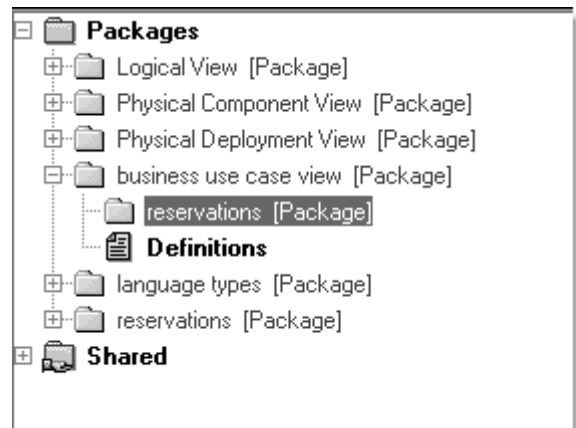 Packages
Logical View [Package]
Physical Component View [Package]
Physical Deployment View [Package]
business use case view [Package]
reservations [Package]
Definitions
language types [Package]
reservations [Package]
Shared